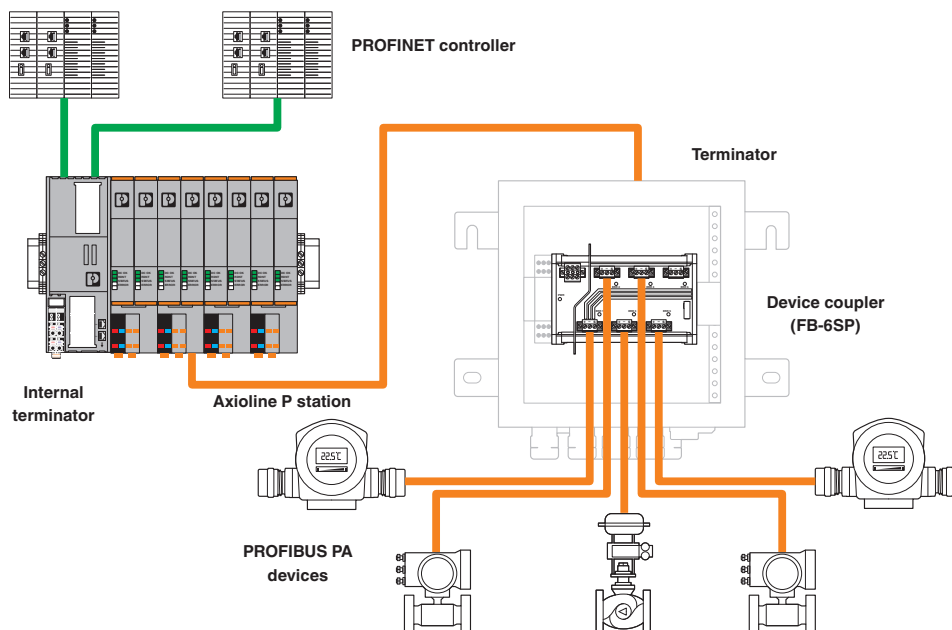 PROFINET controller
Terminator
Device coupler
(FB-6SP)
Internal
terminator
Axioline P station
22.5°C
22.5°C
PROFIBUS PA
devices